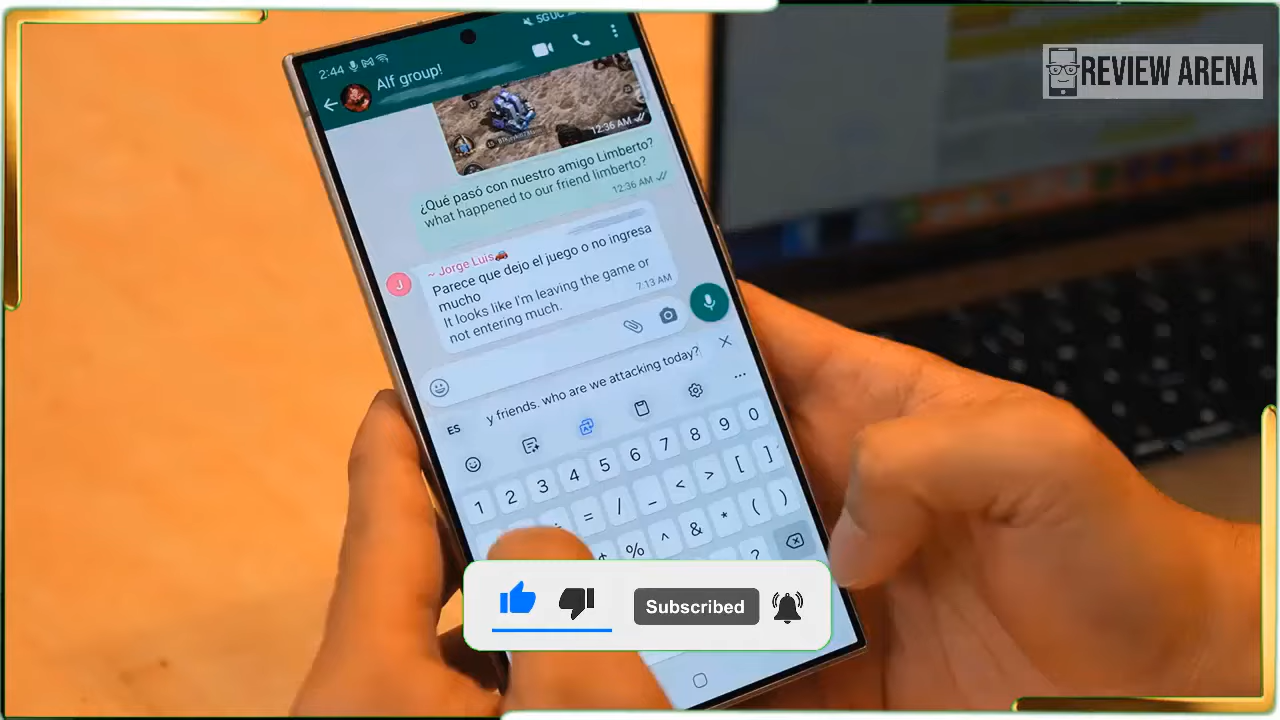 REVIEW ARENA
2:44
Alf group!
12:36 AM
¿Qué pasó con nuestro amigo Limberto?
what happened to our friend limberto?
12:36 AM
~ Jorge Luis
J
Parece que dejo el juego o no ingresa
mucho
It looks like I'm leaving the game or
not entering much.
7:13 AM
ES
y friends. who are we attacking today?
1 2 3 4 5 6 7 8 9 0
= / _ < > [ ]
% ^ & * ( )
?
Subscribed